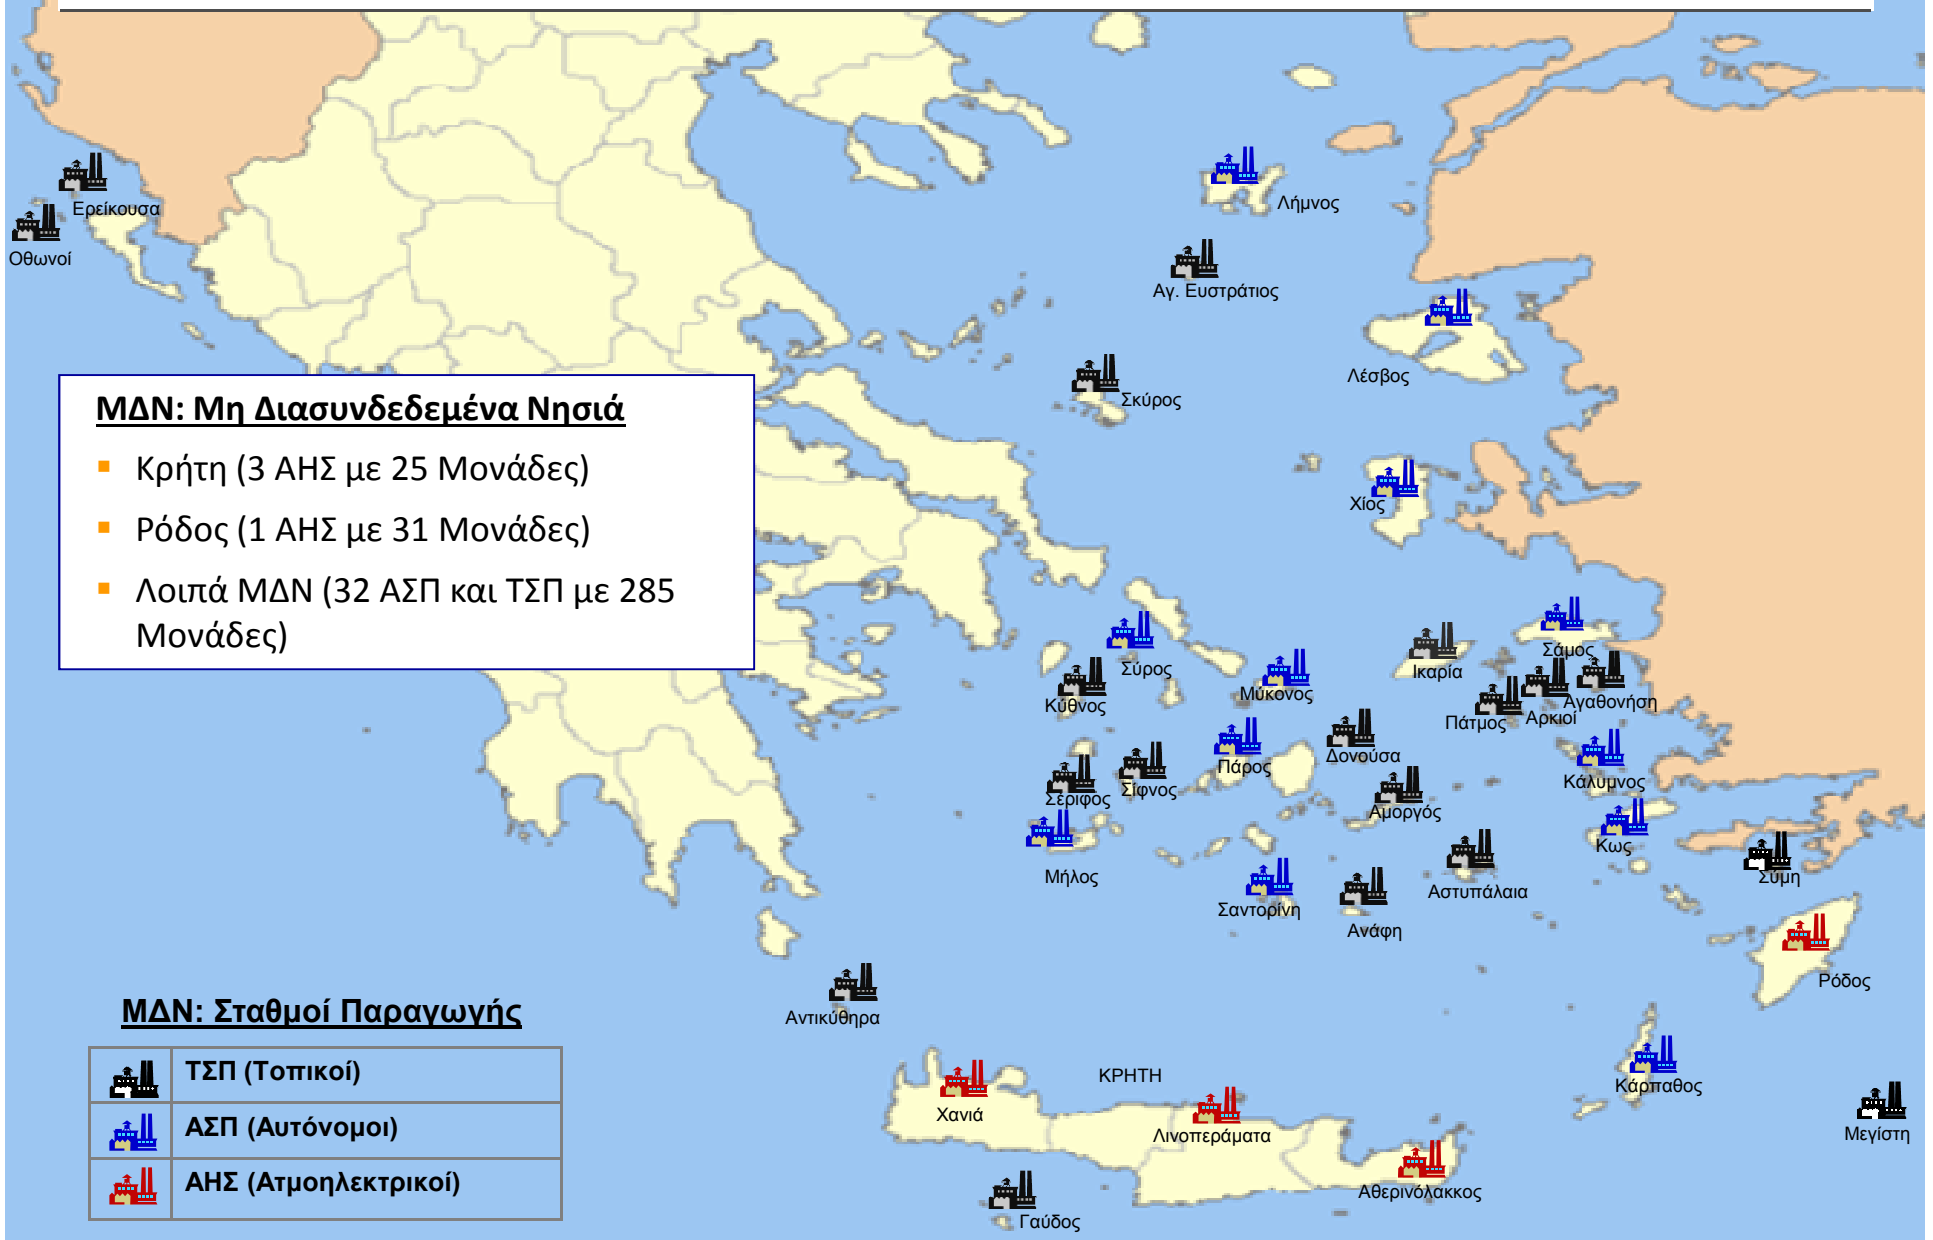 Ερείκουσα
Οθωνοί
Λήμνος
Αγ. Ευστράτιος
Λέσβος
Σκύρος
ΜΔΝ: Μη Διασυνδεδεμένα Νησιά
Κρήτη (3 ΑΗΣ με 25 Μονάδες)
Ρόδος (1 ΑΗΣ με 31 Μονάδες)
Λοιπά ΜΔΝ (32 ΑΣΠ και ΤΣΠ με 285
Μονάδες)
Χίος
Σύρος
Σάμος
Ικαρία
Κύθνος
Μύκονος
Πάτμος
Αρκιοί
Αγαθονήση
Δονούσα
Πάρος
Σίφνος
Σέριφος
Κάλυμνος
Αμοργός
Κως
Μήλος
Σύμη
Αστυπάλαια
Σαντορίνη
Ανάφη
Ρόδος
Αντικύθηρα
ΜΔΝ: Σταθμοί Παραγωγής
ΤΣΠ (Τοπικοί)
ΑΣΠ (Αυτόνομοι)
ΑΗΣ (Ατμοηλεκτρικοί)
ΚΡΗΤΗ
Χανιά
Λινοπεράματα
Αθερινόλακκος
Γαύδος
Κάρπαθος
Μεγίστη